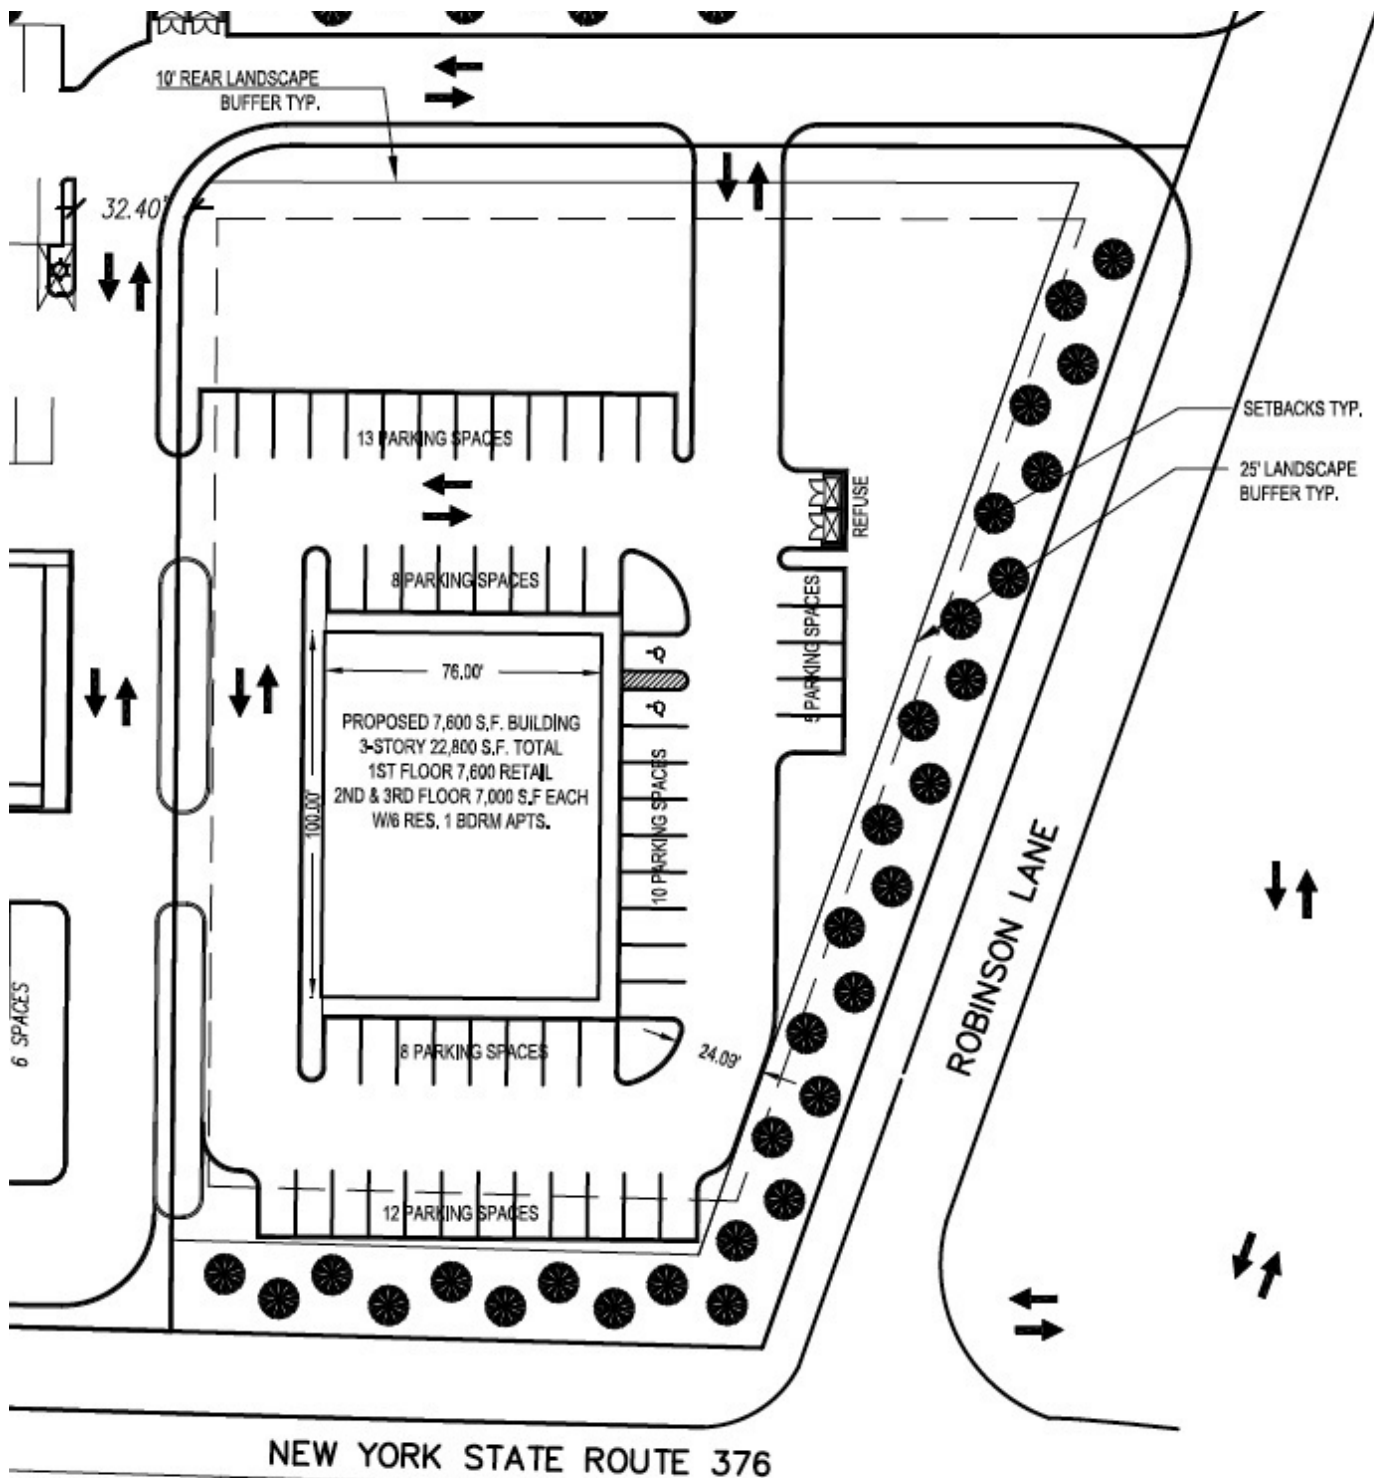 10' REAR LANDSCAPE
BUFFER TYP.
32.40'
13 PARKING SPACES
SETBACKS TYP.
25' LANDSCAPE
BUFFER TYP.
REFUSE
8 PARKING SPACES
5 PARKING SPACES
76.00'
PROPOSED 7,600 S.F. BUILDING
3-STORY 22,800 S.F. TOTAL
1ST FLOOR 7,600 RETAIL
2ND & 3RD FLOOR 7,000 S.F EACH
W/6 RES. 1 BDRM APTS.
100.00'
10 PARKING SPACES
ROBINSON LANE
6 SPACES
8 PARKING SPACES
24.09'
12 PARKING SPACES
NEW YORK STATE ROUTE 376